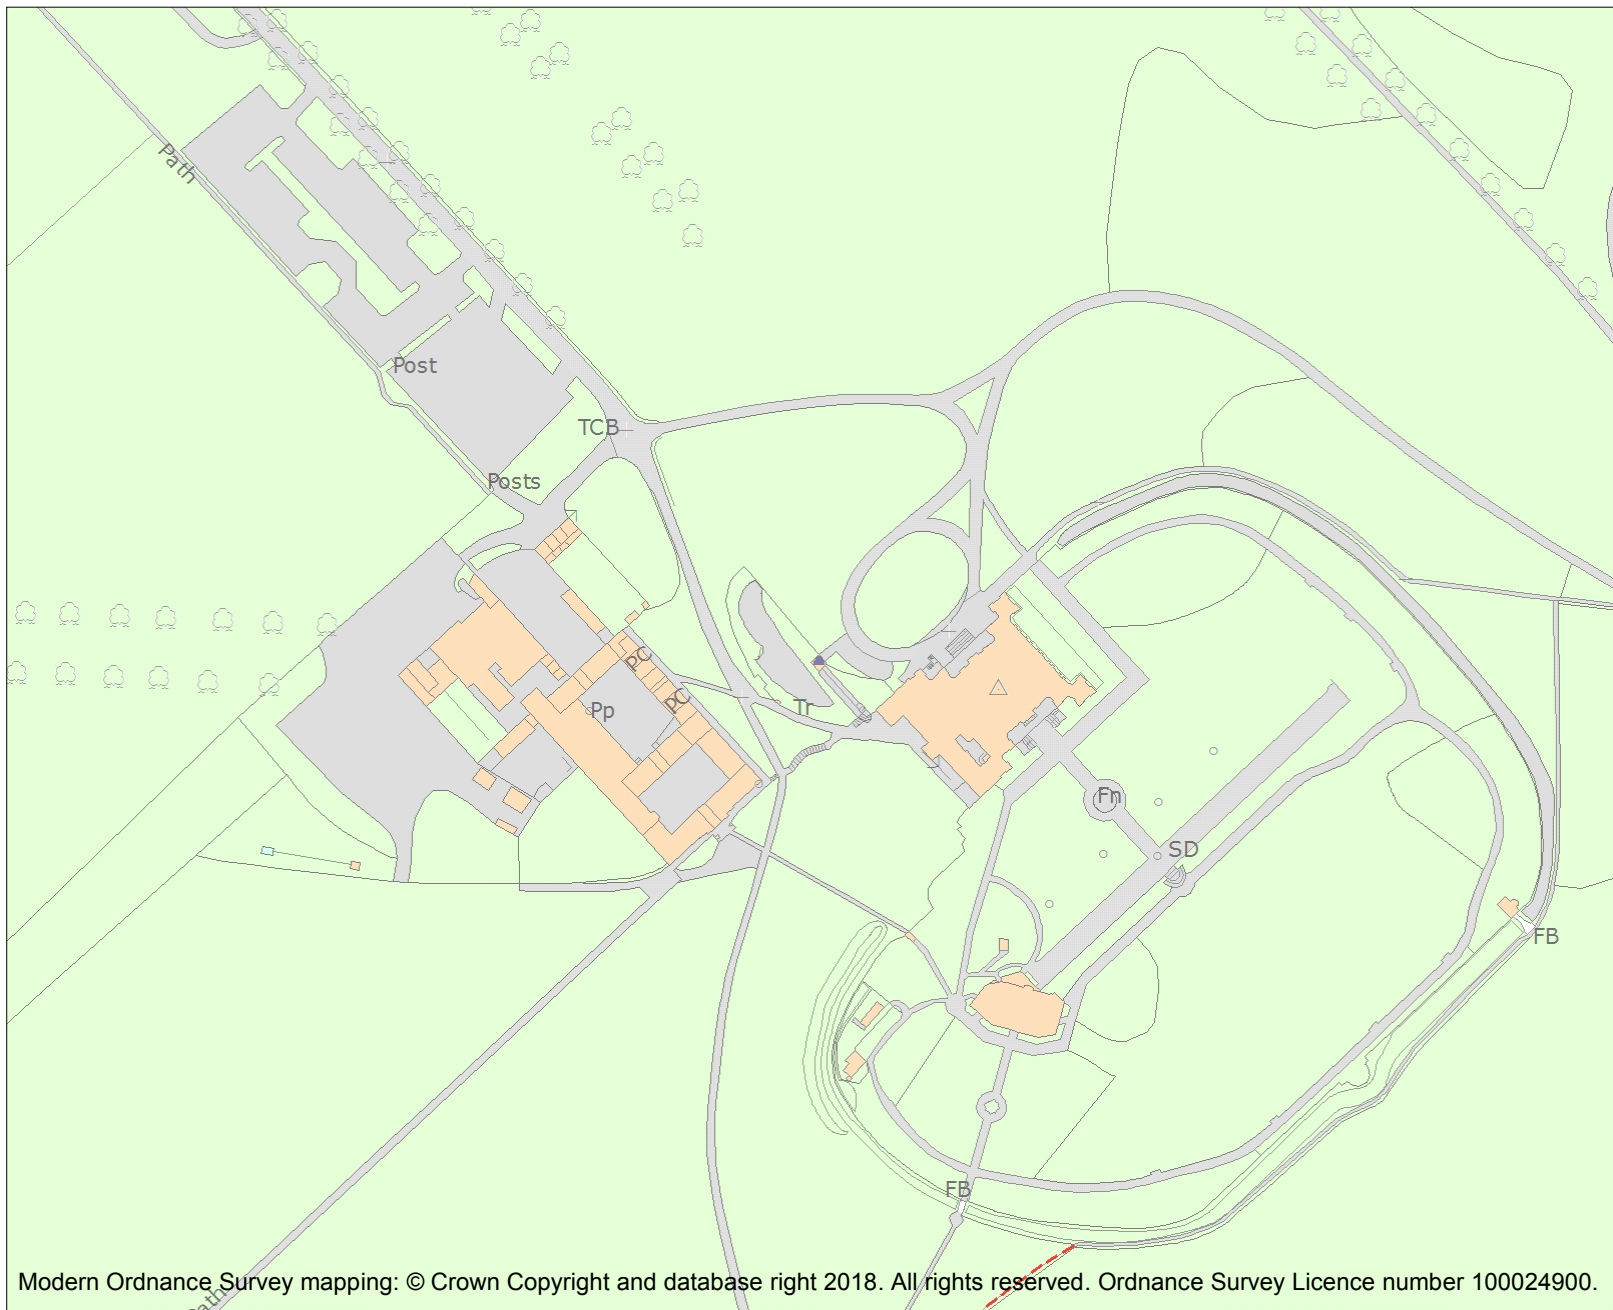 Path
Post
TCB
Posts
PC
PC
Pp
Tr
Fn
SD
FB
FB
Path
Modern Ordnance Survey mapping: © Crown Copyright and database right 2018. All rights reserved. Ordnance Survey Licence number 100024900.